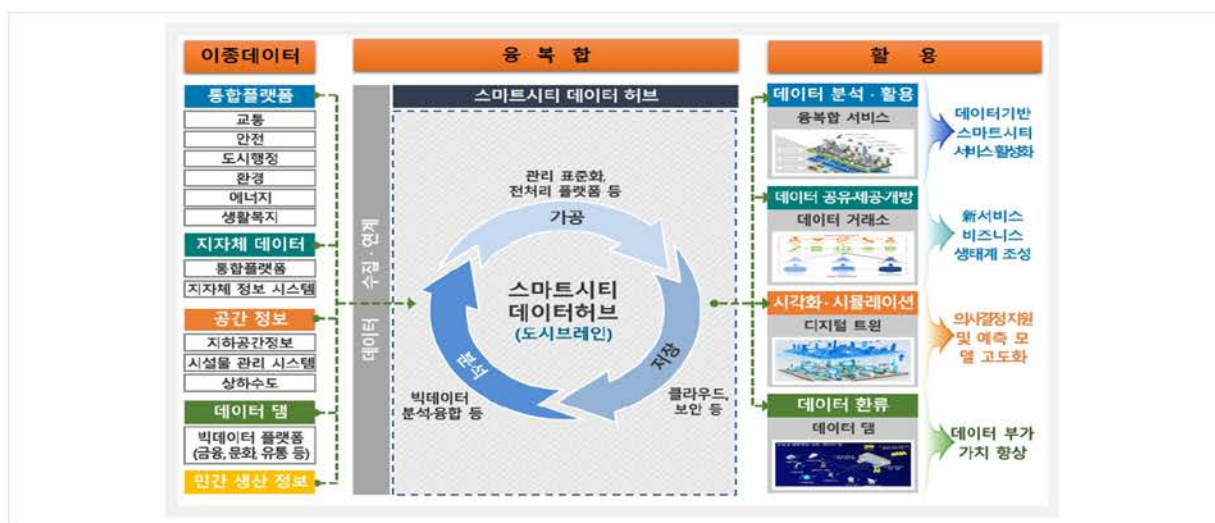 이종데이터
통합플랫폼
교통
안전
도시행정
환경
에너지
생활복지
지자체 데이터
통합플랫폼
지자체 정보 시스템
공간 정보
지하공간정보
시설물 관리 시스템
상하수도
데이터 댐
빅데이터 플랫폼
(금융, 문화, 유통 등)
민간 생산 정보
융 복 합
데이터 수집·연계
스마트시티 데이터 허브
관리 표준화,
전처리 플랫폼 등
가공
스마트시티
데이터허브
(도시브레인)
저장
클라우드,
보안 등
분석
빅데이터
분석·융합 등
활 용
데이터 분석·활용
융복합 서비스
데이터기반
스마트시티
서비스활성화
데이터 공유·제공·개방
데이터 거래소
新서비스
비즈니스
생태계 조성
시각화·시뮬레이션
디지털 트윈
의사결정지원
및 예측 모
델 고도화
데이터 환류
데이터 댐
데이터 부가
가치 향상